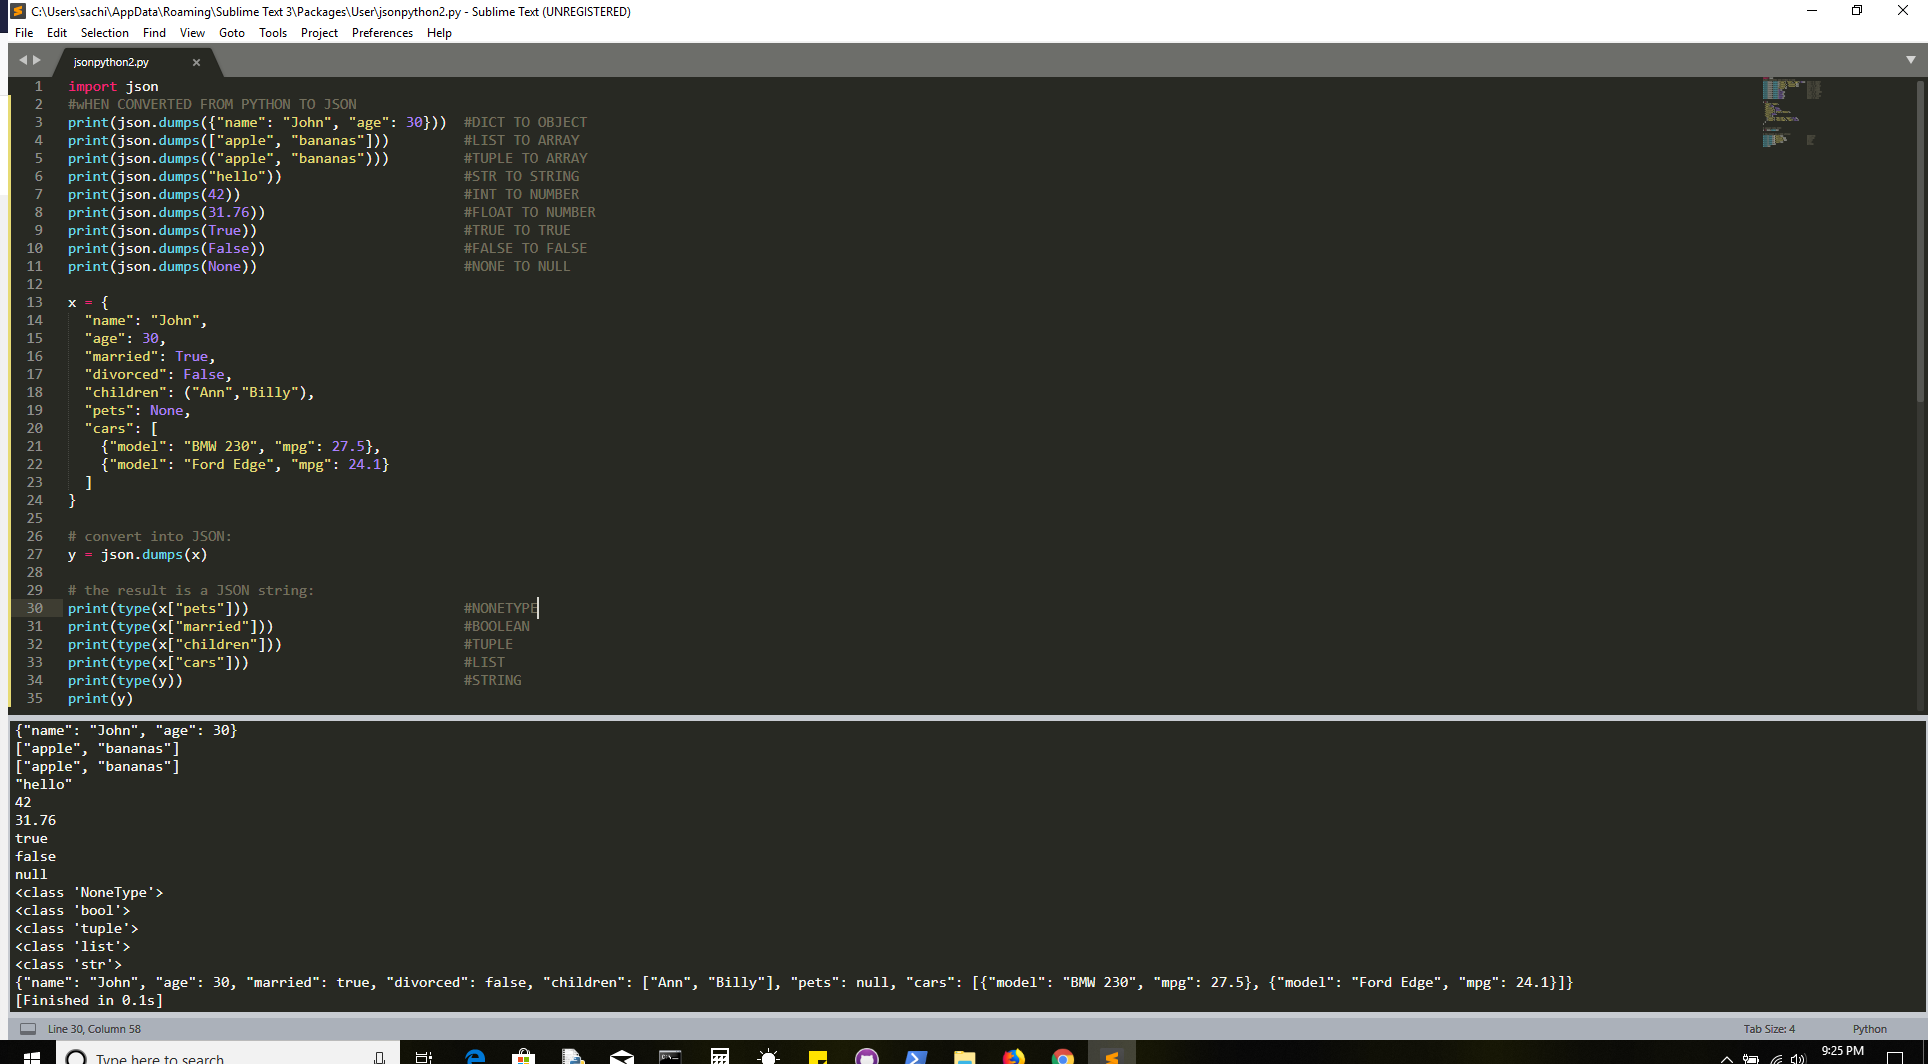 C:\Users\sachi\AppData\Roaming\Sublime Text 3\Packages\User\jsonpython2.py - Sublime Text (UNREGISTERED)
File Edit Selection Find View Goto Tools Project Preferences Help
jsonpython2.py ×
1 import json
2 #wHEN CONVERTED FROM PYTHON TO JSON
3 print(json.dumps({"name": "John", "age": 30})) #DICT TO OBJECT
4 print(json.dumps(["apple", "bananas"])) #LIST TO ARRAY
5 print(json.dumps(("apple", "bananas"))) #TUPLE TO ARRAY
6 print(json.dumps("hello")) #STR TO STRING
7 print(json.dumps(42)) #INT TO NUMBER
8 print(json.dumps(31.76)) #FLOAT TO NUMBER
9 print(json.dumps(True)) #TRUE TO TRUE
10 print(json.dumps(False)) #FALSE TO FALSE
11 print(json.dumps(None)) #NONE TO NULL
12
13 x = {
14 "name": "John",
15 "age": 30,
16 "married": True,
17 "divorced": False,
18 "children": ("Ann","Billy"),
19 "pets": None,
20 "cars": [
21 {"model": "BMW 230", "mpg": 27.5},
22 {"model": "Ford Edge", "mpg": 24.1}
23 ]
24 }
25
26 # convert into JSON:
27 y = json.dumps(x)
28
29 # the result is a JSON string:
30 print(type(x["pets"])) #NONETYPE
31 print(type(x["married"])) #BOOLEAN
32 print(type(x["children"])) #TUPLE
33 print(type(x["cars"])) #LIST
34 print(type(y)) #STRING
35 print(y)
{"name": "John", "age": 30}
["apple", "bananas"]
["apple", "bananas"]
"hello"
42
31.76
true
false
null
<class 'NoneType'>
<class 'bool'>
<class 'tuple'>
<class 'list'>
<class 'str'>
{"name": "John", "age": 30, "married": true, "divorced": false, "children": ["Ann", "Billy"], "pets": null, "cars": [{"model": "BMW 230", "mpg": 27.5}, {"model": "Ford Edge", "mpg": 24.1}]}
[Finished in 0.1s]
Line 30, Column 58 Tab Size: 4 Python
Type here to search 9:25 PM